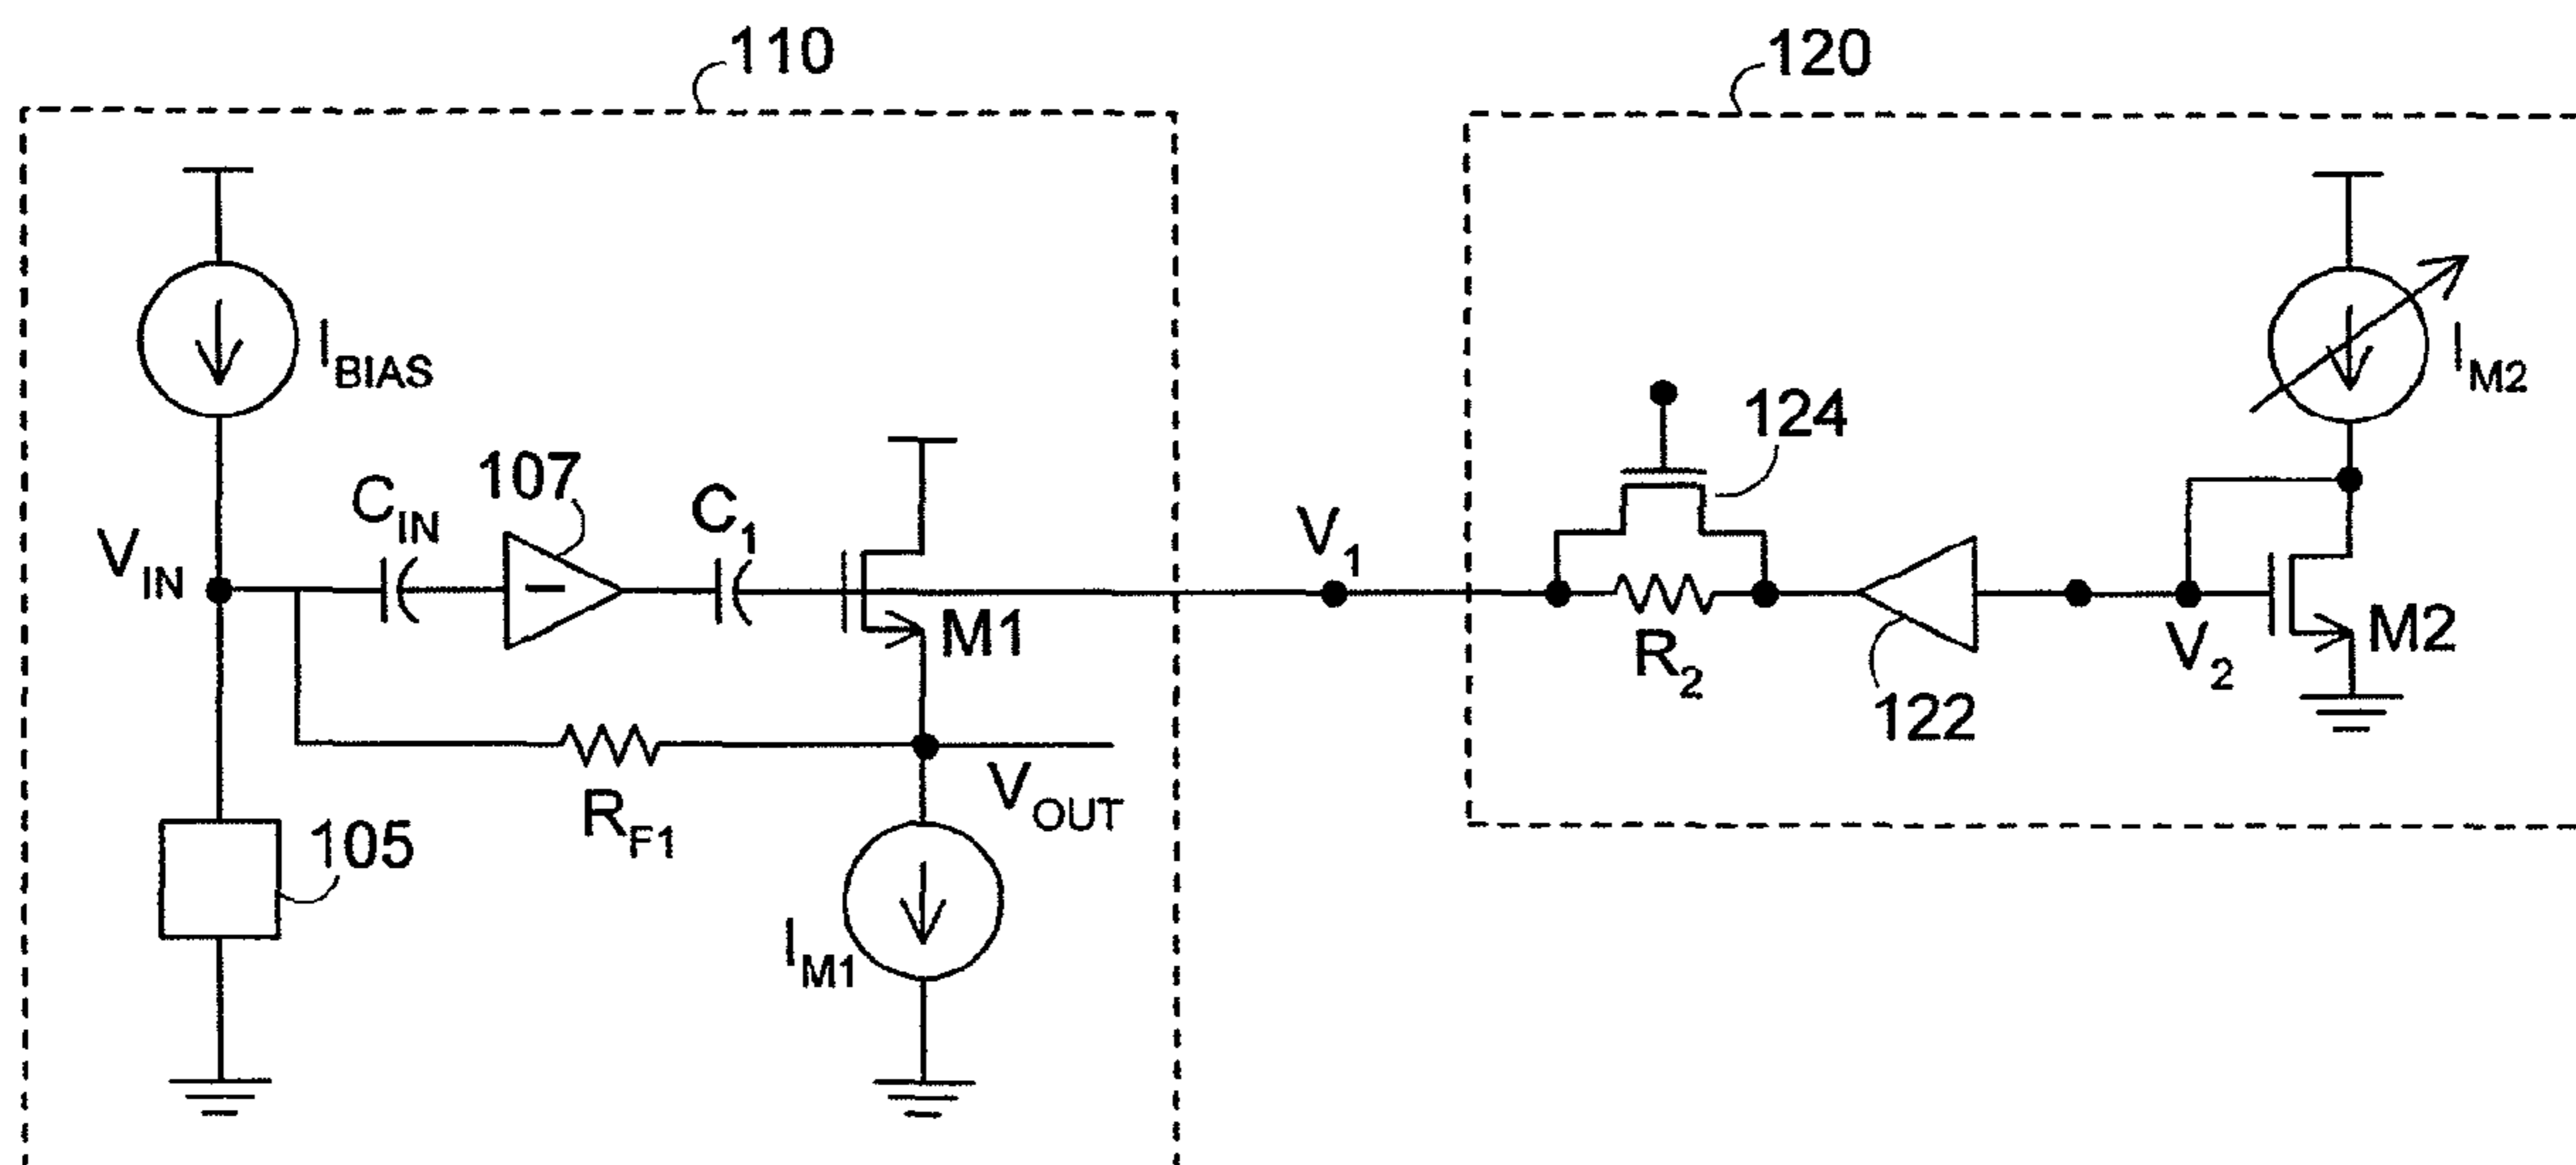 110
120
I_BIAS
I_M2
124
107
C_IN
C_1
V_1
V_IN
−
M1
R_2
122
V_2
M2
R_F1
V_OUT
105
I_M1